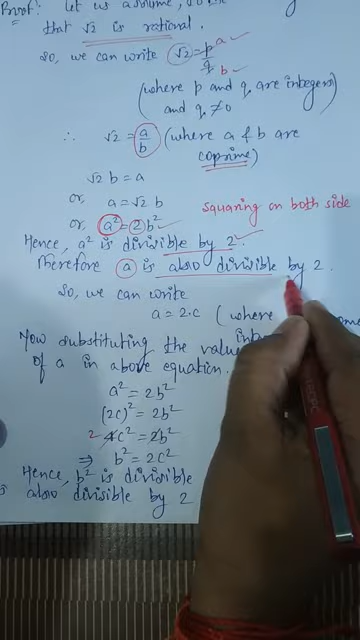 Proof: Let us assume,
that √2 is rational.
So, we can write √2 = p/q a b
(where p and q are integers
and q ≠ 0
∴ √2 = a/b (where a & b are
coprime)
√2 b = a
or, a = √2 b
squaring on both side
or, a² = 2b²
Hence, a² is divisible by 2
Therefore a is also divisible by 2.
So, we can write
a = 2.c (where
Now substituting the value
of a in above equation.
a² = 2b²
(2c)² = 2b²
2 4c² = 2b²
⇒ b² = 2c²
Hence, b² is divisible
also divisible by 2